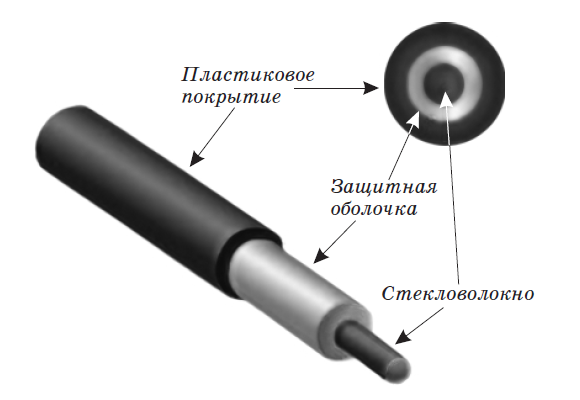 Пластиковое
покрытие
Защитная
оболочка
Стекловолокно